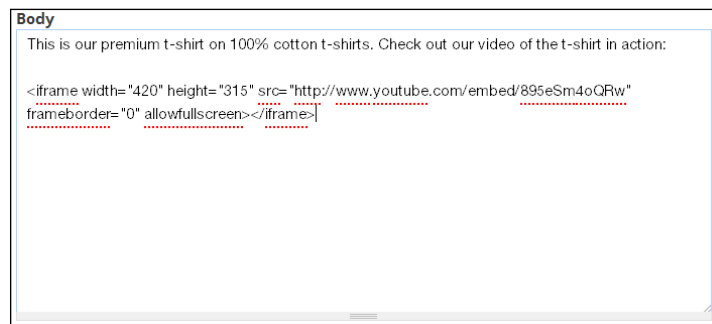 Body
This is our premium t-shirt on 100% cotton t-shirts. Check out our video of the t-shirt in action:
<iframe width="420" height="315" src="http://www.youtube.com/embed/895eSm4oQRw"
frameborder="0" allowfullscreen></iframe>